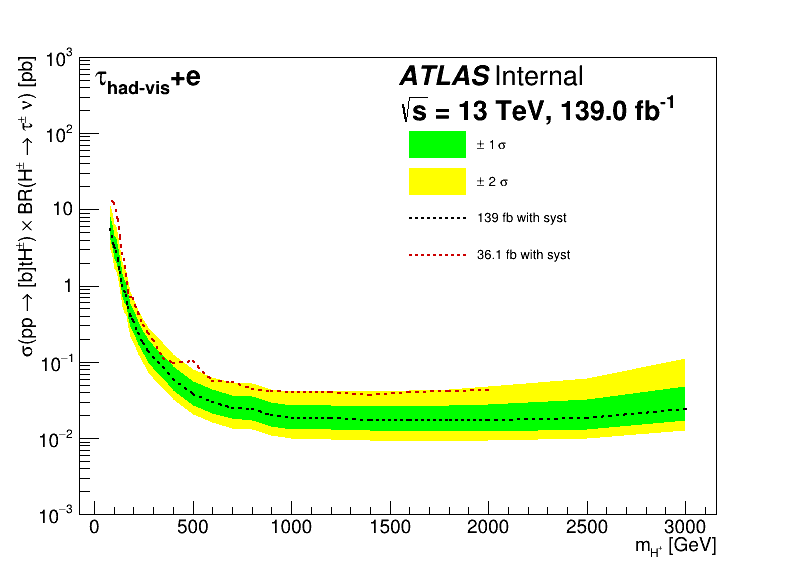 τhad-vis+e
ATLAS Internal
√s = 13 TeV, 139.0 fb-1
± 1 σ
± 2 σ
139 fb with syst
36.1 fb with syst
σ(pp → [b]tH±) × BR(H± → τ± ν) [pb]
10³
10²
10
1
10⁻¹
10⁻²
10⁻³
0 500 1000 1500 2000 2500 3000
mH⁺ [GeV]